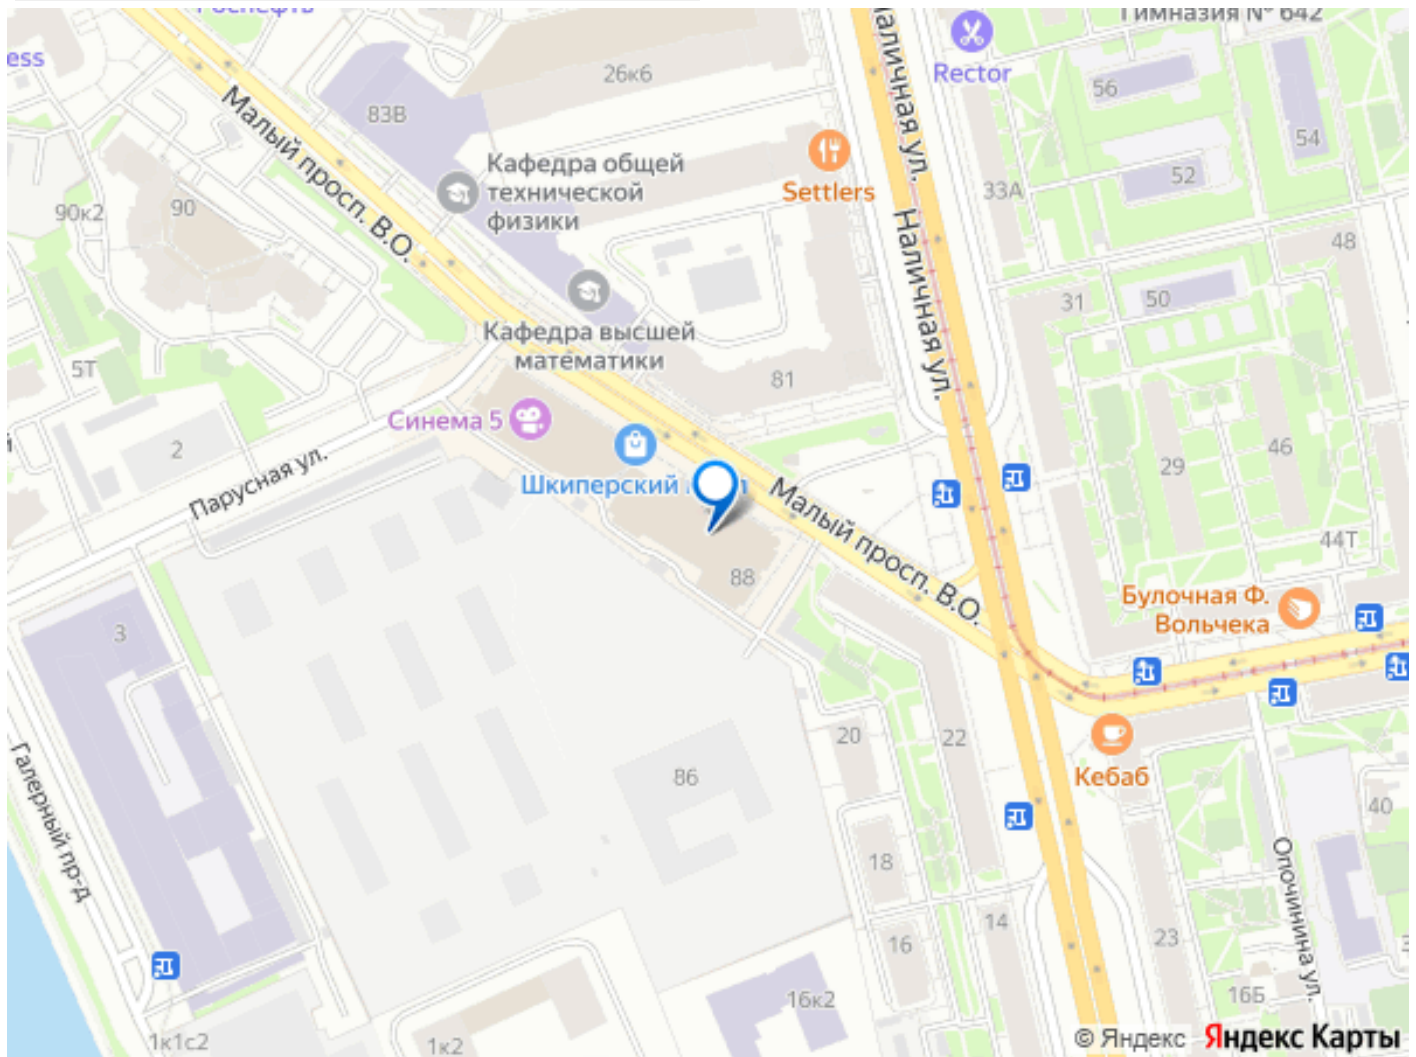 Роснефть
Гимназия № 642
ess
Rector
26к6
83В
56
54
Малый просп. В.О.
Наличная ул.
Кафедра общей
технической
физики
Settlers
33А
52
90к2
90
Наличная ул.
48
31
50
Кафедра высшей
математики
5Т
81
Синема 5
2
46
29
Парусная ул.
Шкиперский
Малый просп. В.О.
44Т
88
Булочная Ф.
Вольчека
3
20
22
86
Кебаб
Галерный пр-д
40
18
Опочинина ул.
14
16
23
16Б
16к2
1к1с2
1к2
© Яндекс Яндекс Карты